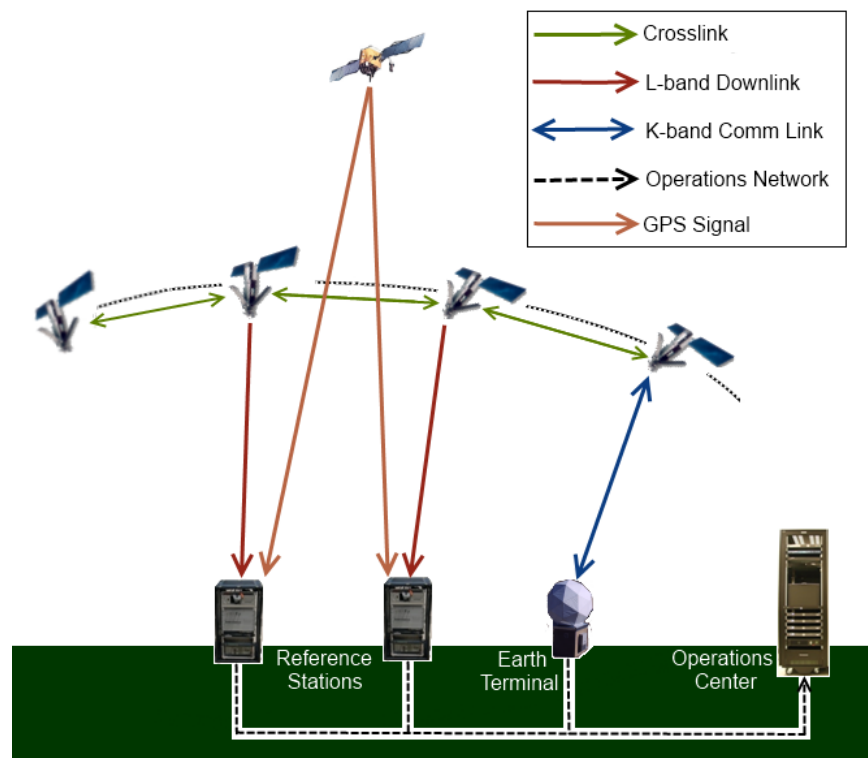 Crosslink
L-band Downlink
K-band Comm Link
Operations Network
GPS Signal
Reference
Stations
Earth
Terminal
Operations
Center